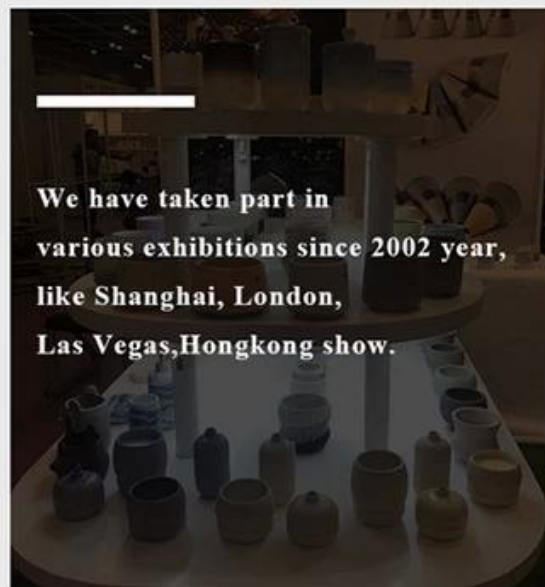 We have taken part in
various exhibitions since 2002 year,
like Shanghai, London,
Las Vegas,Hongkong show.